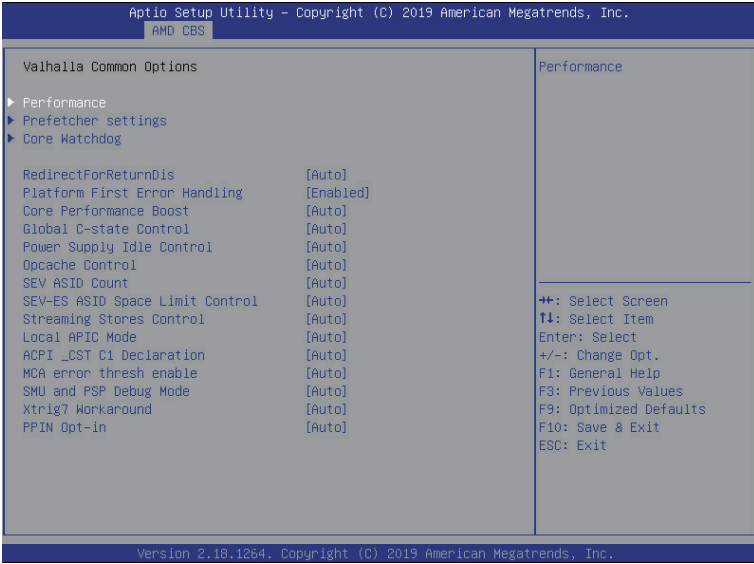 Aptio Setup Utility – Copyright (C) 2019 American Megatrends, Inc.
AMD CBS
Valhalla Common Options
Performance
Prefetcher settings
Core Watchdog
RedirectForReturnDis [Auto]
Platform First Error Handling [Enabled]
Core Performance Boost [Auto]
Global C-state Control [Auto]
Power Supply Idle Control [Auto]
Opcache Control [Auto]
SEV ASID Count [Auto]
SEV-ES ASID Space Limit Control [Auto]
Streaming Stores Control [Auto]
Local APIC Mode [Auto]
ACPI _CST C1 Declaration [Auto]
MCA error thresh enable [Auto]
SMU and PSP Debug Mode [Auto]
Xtrig7 Workaround [Auto]
PPIN Opt-in [Auto]
Performance
→←: Select Screen
↑↓: Select Item
Enter: Select
+/-: Change Opt.
F1: General Help
F3: Previous Values
F9: Optimized Defaults
F10: Save & Exit
ESC: Exit
Version 2.18.1264. Copyright (C) 2019 American Megatrends, Inc.